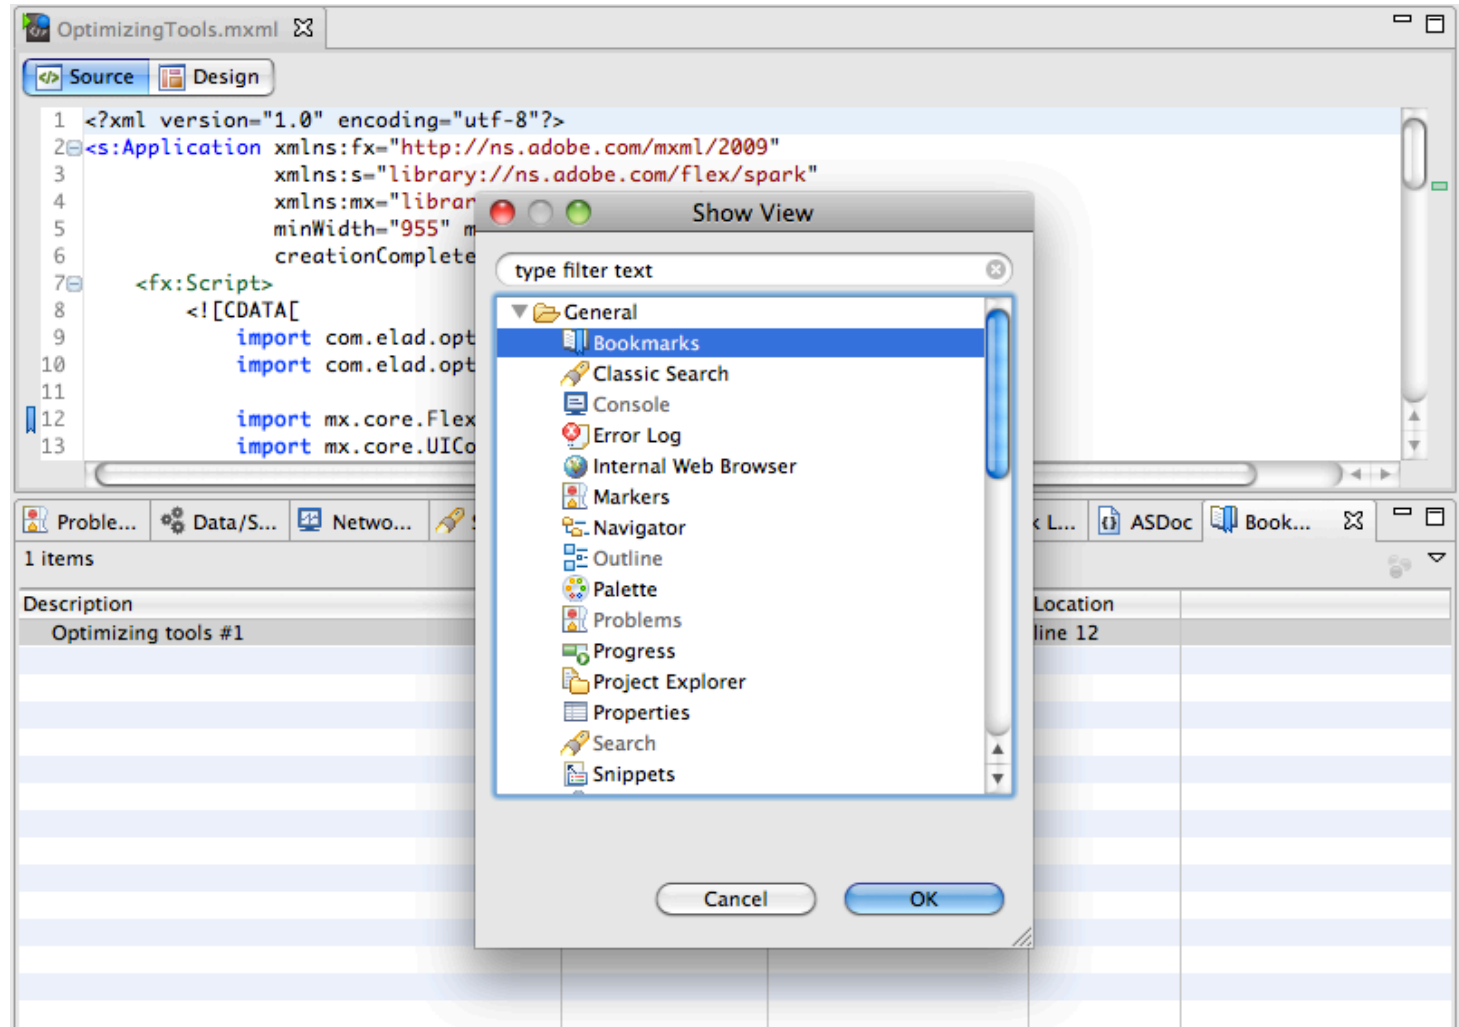 OptimizingTools.mxml
Source Design
1 <?xml version="1.0" encoding="utf-8"?>
2 <s:Application xmlns:fx="http://ns.adobe.com/mxml/2009"
3 xmlns:s="library://ns.adobe.com/flex/spark"
4 xmlns:mx="librar
5 minWidth="955" m
6 creationComplete
7 <fx:Script>
8 <![CDATA[
9 import com.elad.opt
10 import com.elad.opt
11
12 import mx.core.Flex
13 import mx.core.UICo
Show View
type filter text
General
Bookmarks
Classic Search
Console
Error Log
Internal Web Browser
Markers
Navigator
Outline
Palette
Problems
Progress
Project Explorer
Properties
Search
Snippets
Cancel OK
Proble... Data/S... Netwo... L... ASDoc Book...
1 items
Description Location
Optimizing tools #1 line 12